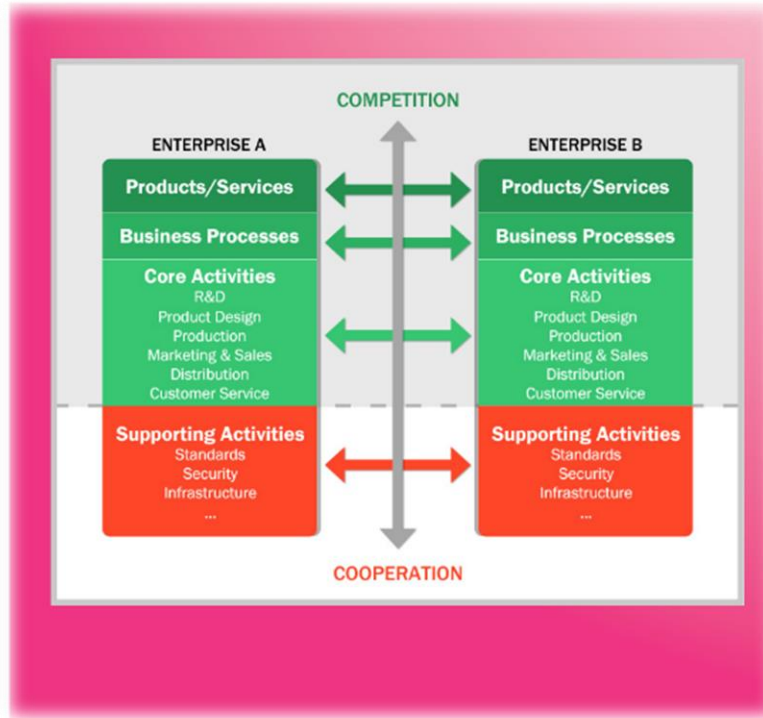 COMPETITION
ENTERPRISE A
ENTERPRISE B
Products/Services
Products/Services
Business Processes
Business Processes
Core Activities
R&D
Product Design
Production
Marketing & Sales
Distribution
Customer Service
Core Activities
R&D
Product Design
Production
Marketing & Sales
Distribution
Customer Service
Supporting Activities
Standards
Security
Infrastructure
...
Supporting Activities
Standards
Security
Infrastructure
...
COOPERATION